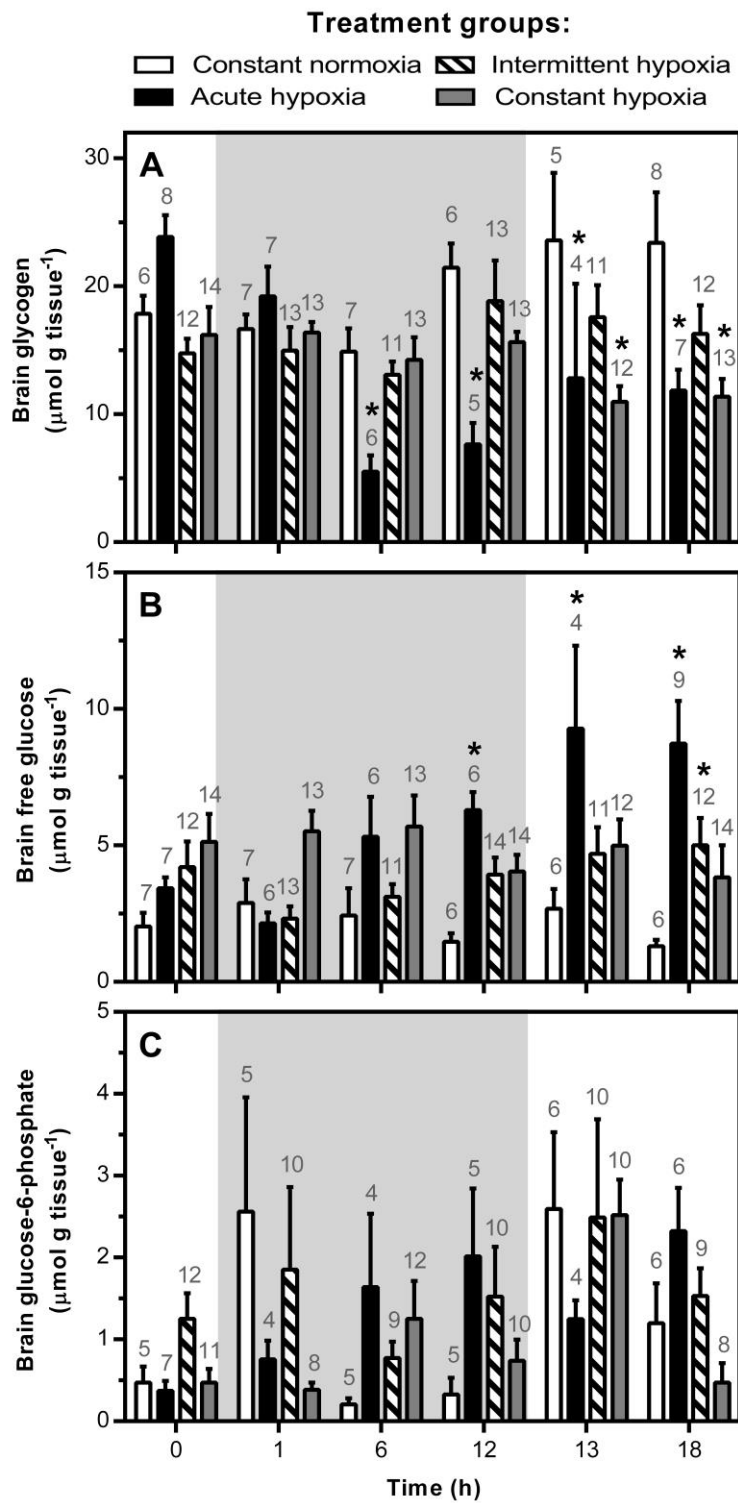 Treatment groups:
Constant normoxia Intermittent hypoxia
Acute hypoxia Constant hypoxia
A
Brain glycogen
(μmol g tissue⁻¹)
30
20
10
0
6 8 12 14
7 7 13 13
7 * 6 11 13
6 * 5 13 13
5 * 4 11 * 12
8 * 7 12 * 13
B
Brain free glucose
(μmol g tissue⁻¹)
15
10
5
0
7 7 12 14
7 6 13 13
7 6 11 13
6 * 6 14 14
6 * 4 11 12
6 * 9 * 12 14
C
Brain glucose-6-phosphate
(μmol g tissue⁻¹)
5
4
3
2
1
0
5 7 12 11
5 4 10 8
5 4 9 12
5 5 10 10
6 4 10 10
6 6 9 8
0 1 6 12 13 18
Time (h)